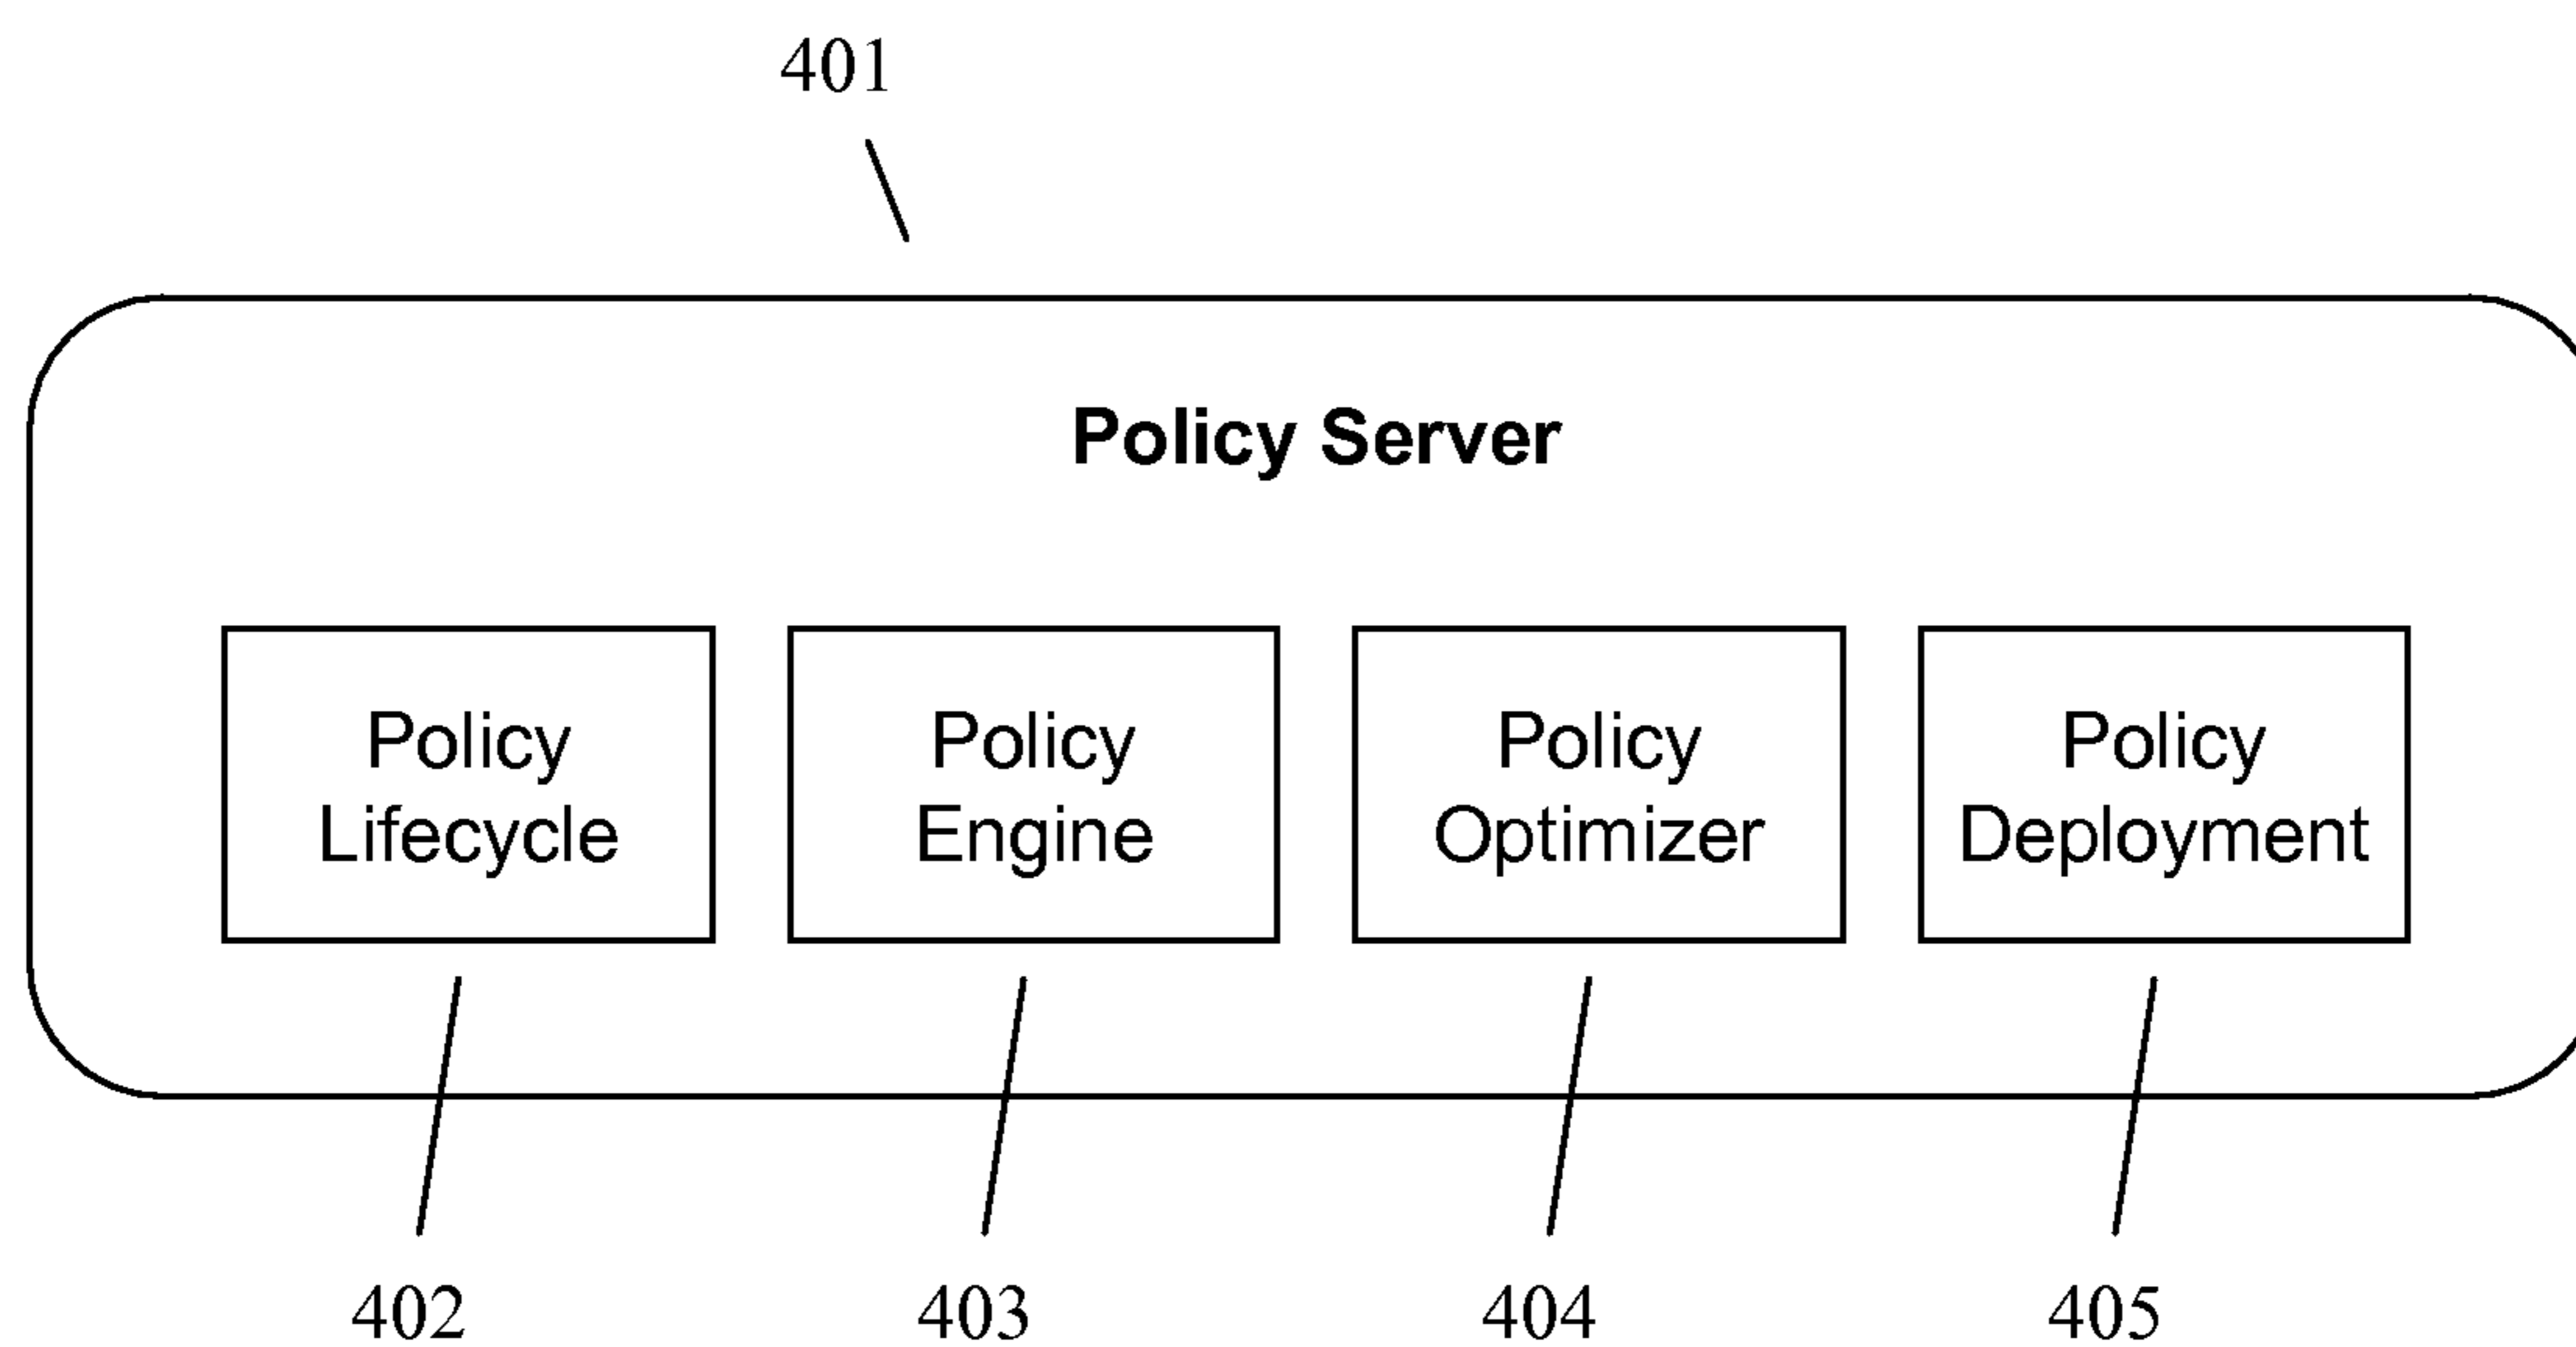 401
Policy Server
Policy
Lifecycle
Policy
Engine
Policy
Optimizer
Policy
Deployment
402
403
404
405